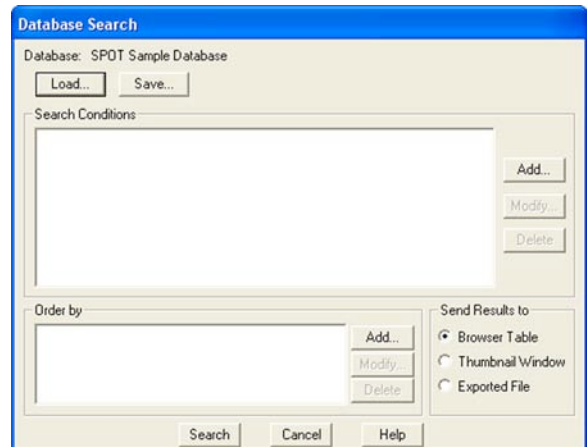 Database Search
Database: SPOT Sample Database
Load... Save...
Search Conditions
Add...
Modify...
Delete
Order by
Add...
Modify...
Delete
Send Results to
Browser Table
Thumbnail Window
Exported File
Search Cancel Help